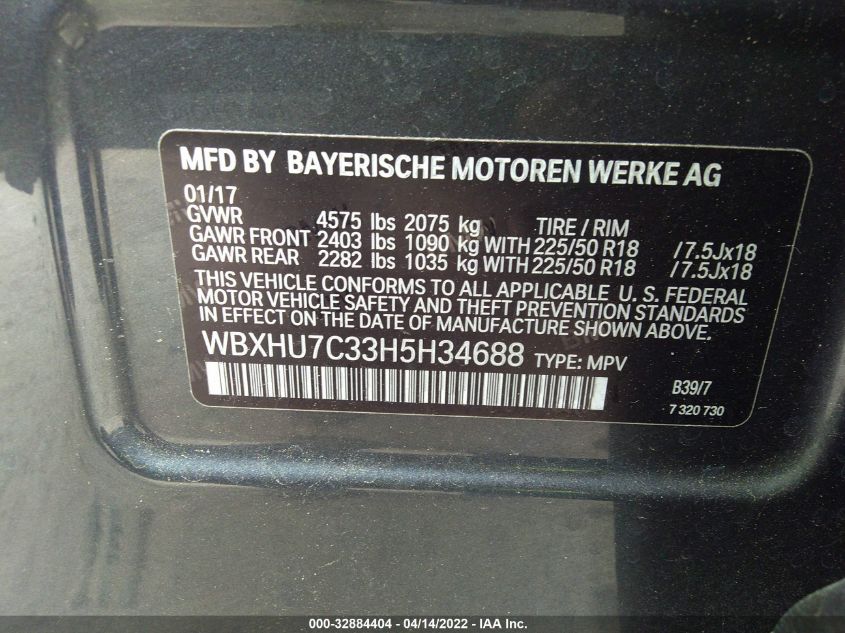 MFD BY BAYERISCHE MOTOREN WERKE AG
01/17
GVWR 4575 lbs 2075 kg TIRE / RIM
GAWR FRONT 2403 lbs 1090 kg WITH 225/50 R18 /7.5Jx18
GAWR REAR 2282 lbs 1035 kg WITH 225/50 R18 /7.5Jx18
THIS VEHICLE CONFORMS TO ALL APPLICABLE U. S. FEDERAL
MOTOR VEHICLE SAFETY AND THEFT PREVENTION STANDARDS
IN EFFECT ON THE DATE OF MANUFACTURE SHOWN ABOVE.
WBXHU7C33H5H34688 TYPE: MPV
B39/7
7 320 730
000-32884404 - 04/14/2022 - IAA Inc.